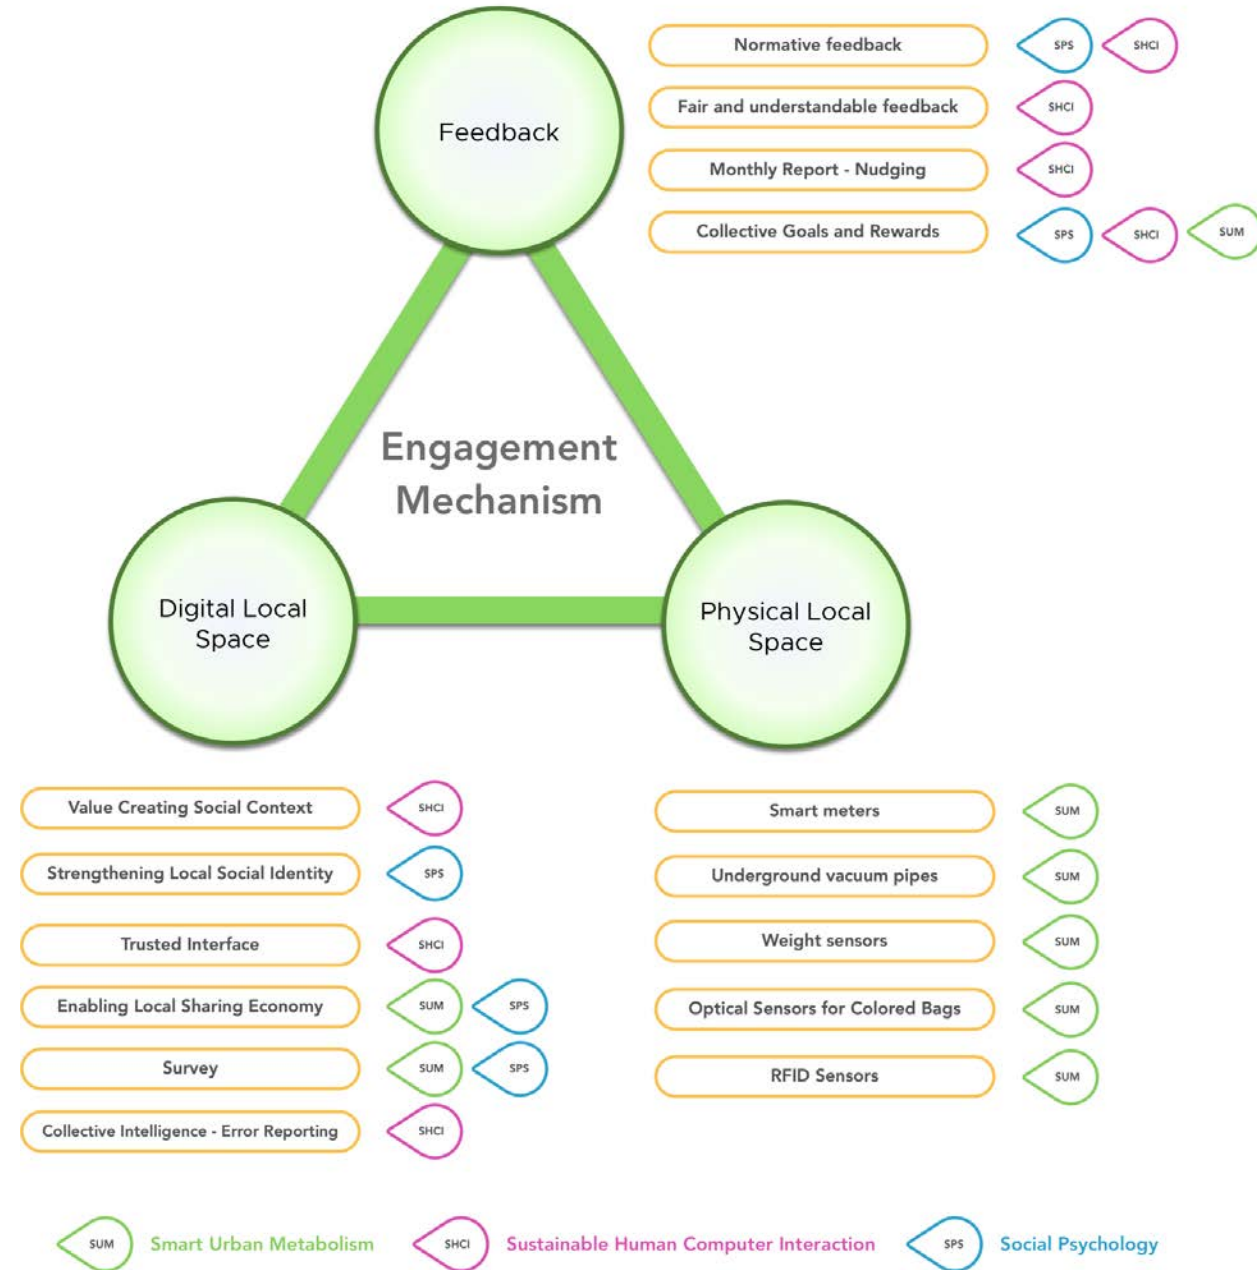 Feedback
Normative feedback
SPS
SHCI
Fair and understandable feedback
SHCI
Monthly Report - Nudging
SHCI
Collective Goals and Rewards
SPS
SHCI
SUM
Engagement
Mechanism
Digital Local
Space
Physical Local
Space
Value Creating Social Context
SHCI
Strengthening Local Social Identity
SPS
Trusted Interface
SHCI
Enabling Local Sharing Economy
SUM
SPS
Survey
SUM
SPS
Collective Intelligence - Error Reporting
SHCI
Smart meters
SUM
Underground vacuum pipes
SUM
Weight sensors
SUM
Optical Sensors for Colored Bags
SUM
RFID Sensors
SUM
SUM
Smart Urban Metabolism
SHCI
Sustainable Human Computer Interaction
SPS
Social Psychology